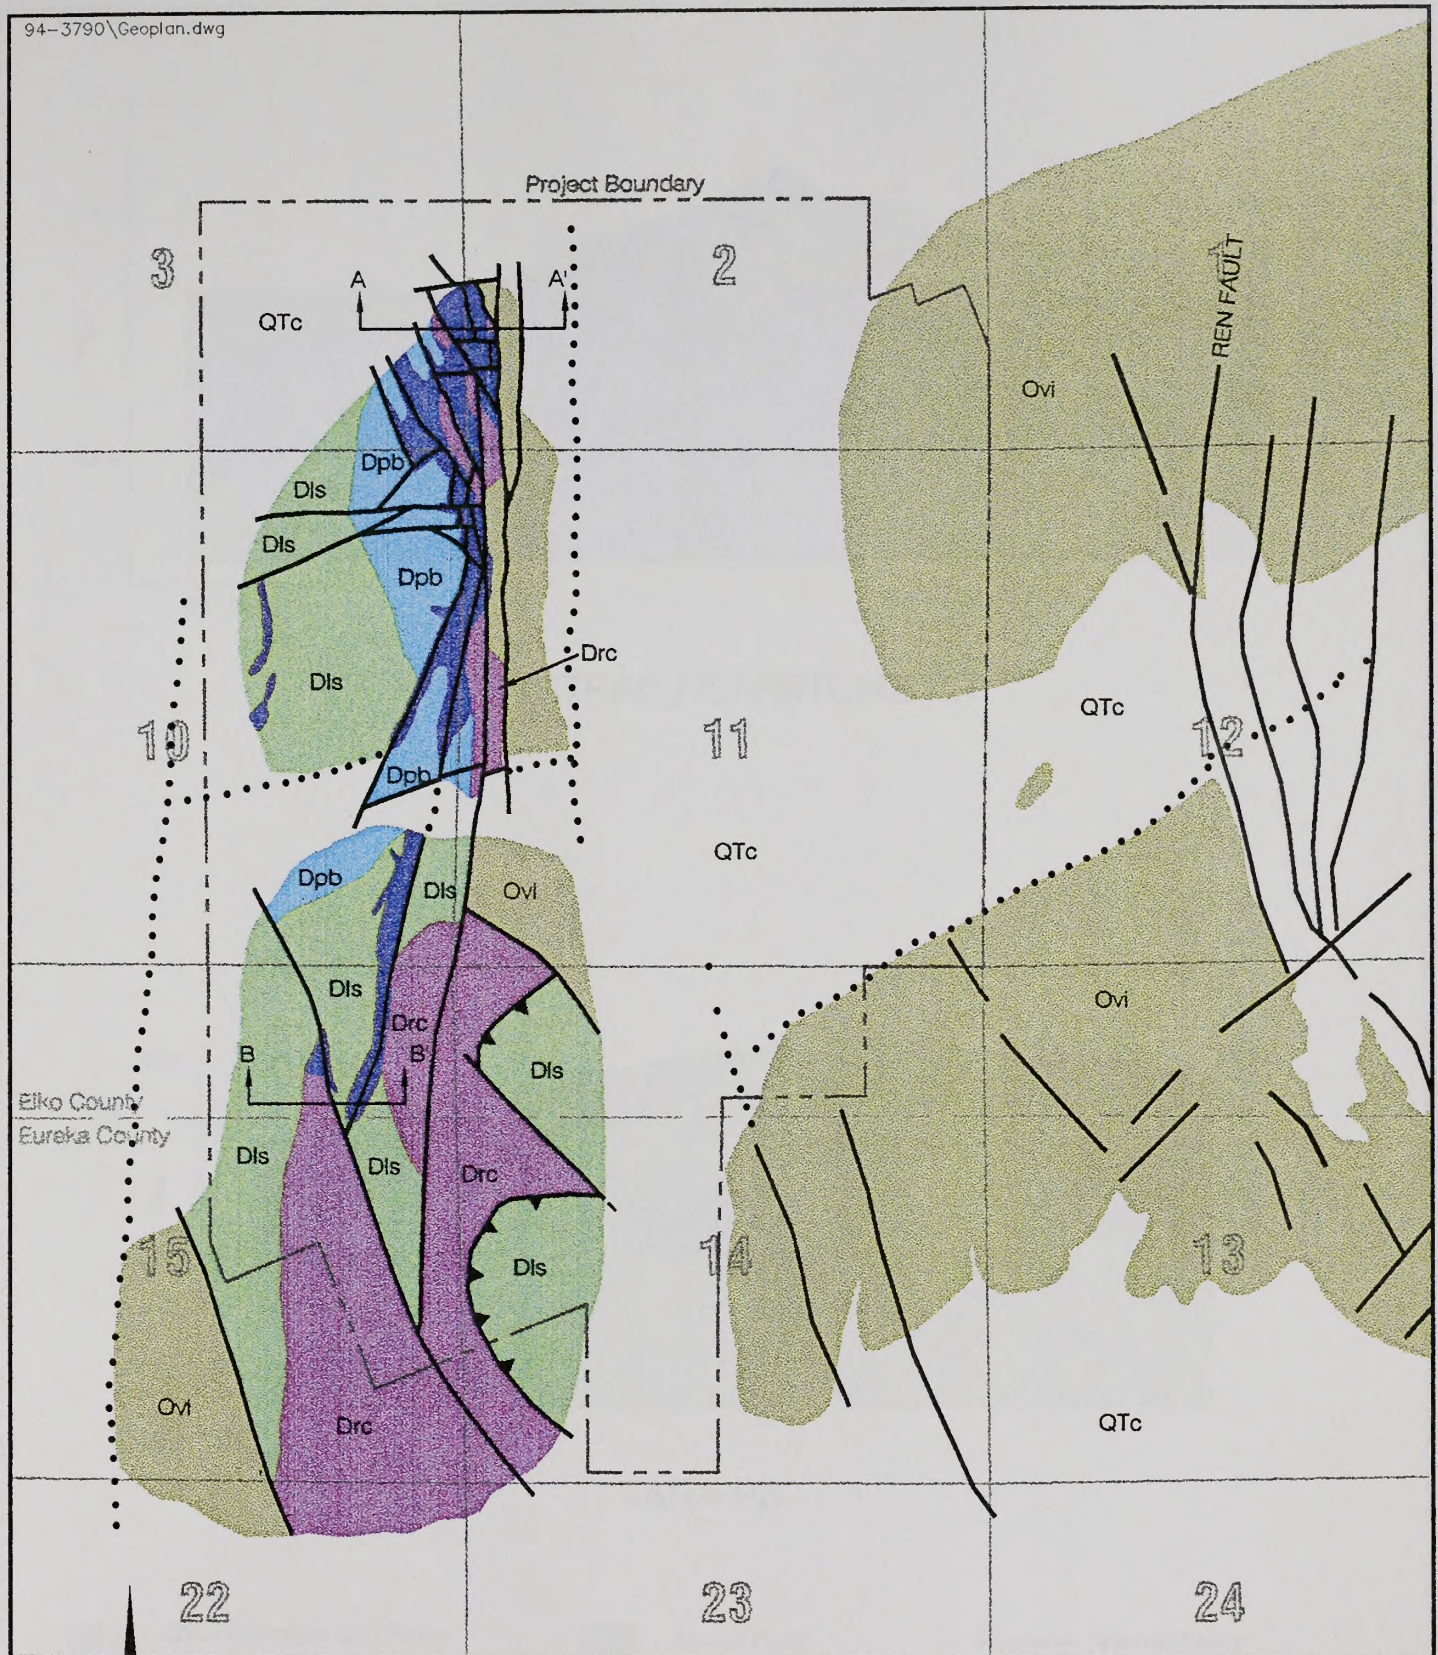 94-3790\Geoplan.dwg
Project Boundary
3
2
1
REN FAULT
A
A'
QTc
Ovi
Dpb
Dls
Dls
Dpb
Drc
Dls
QTc
10
11
12
Dpb
QTc
Dpb
Dls
Ovi
Dls
Ovi
Drc
B
B'
Dls
Elko County
Eureka County
Dls
Dls
Drc
15
14
13
Dls
Ovi
Drc
QTc
22
23
24